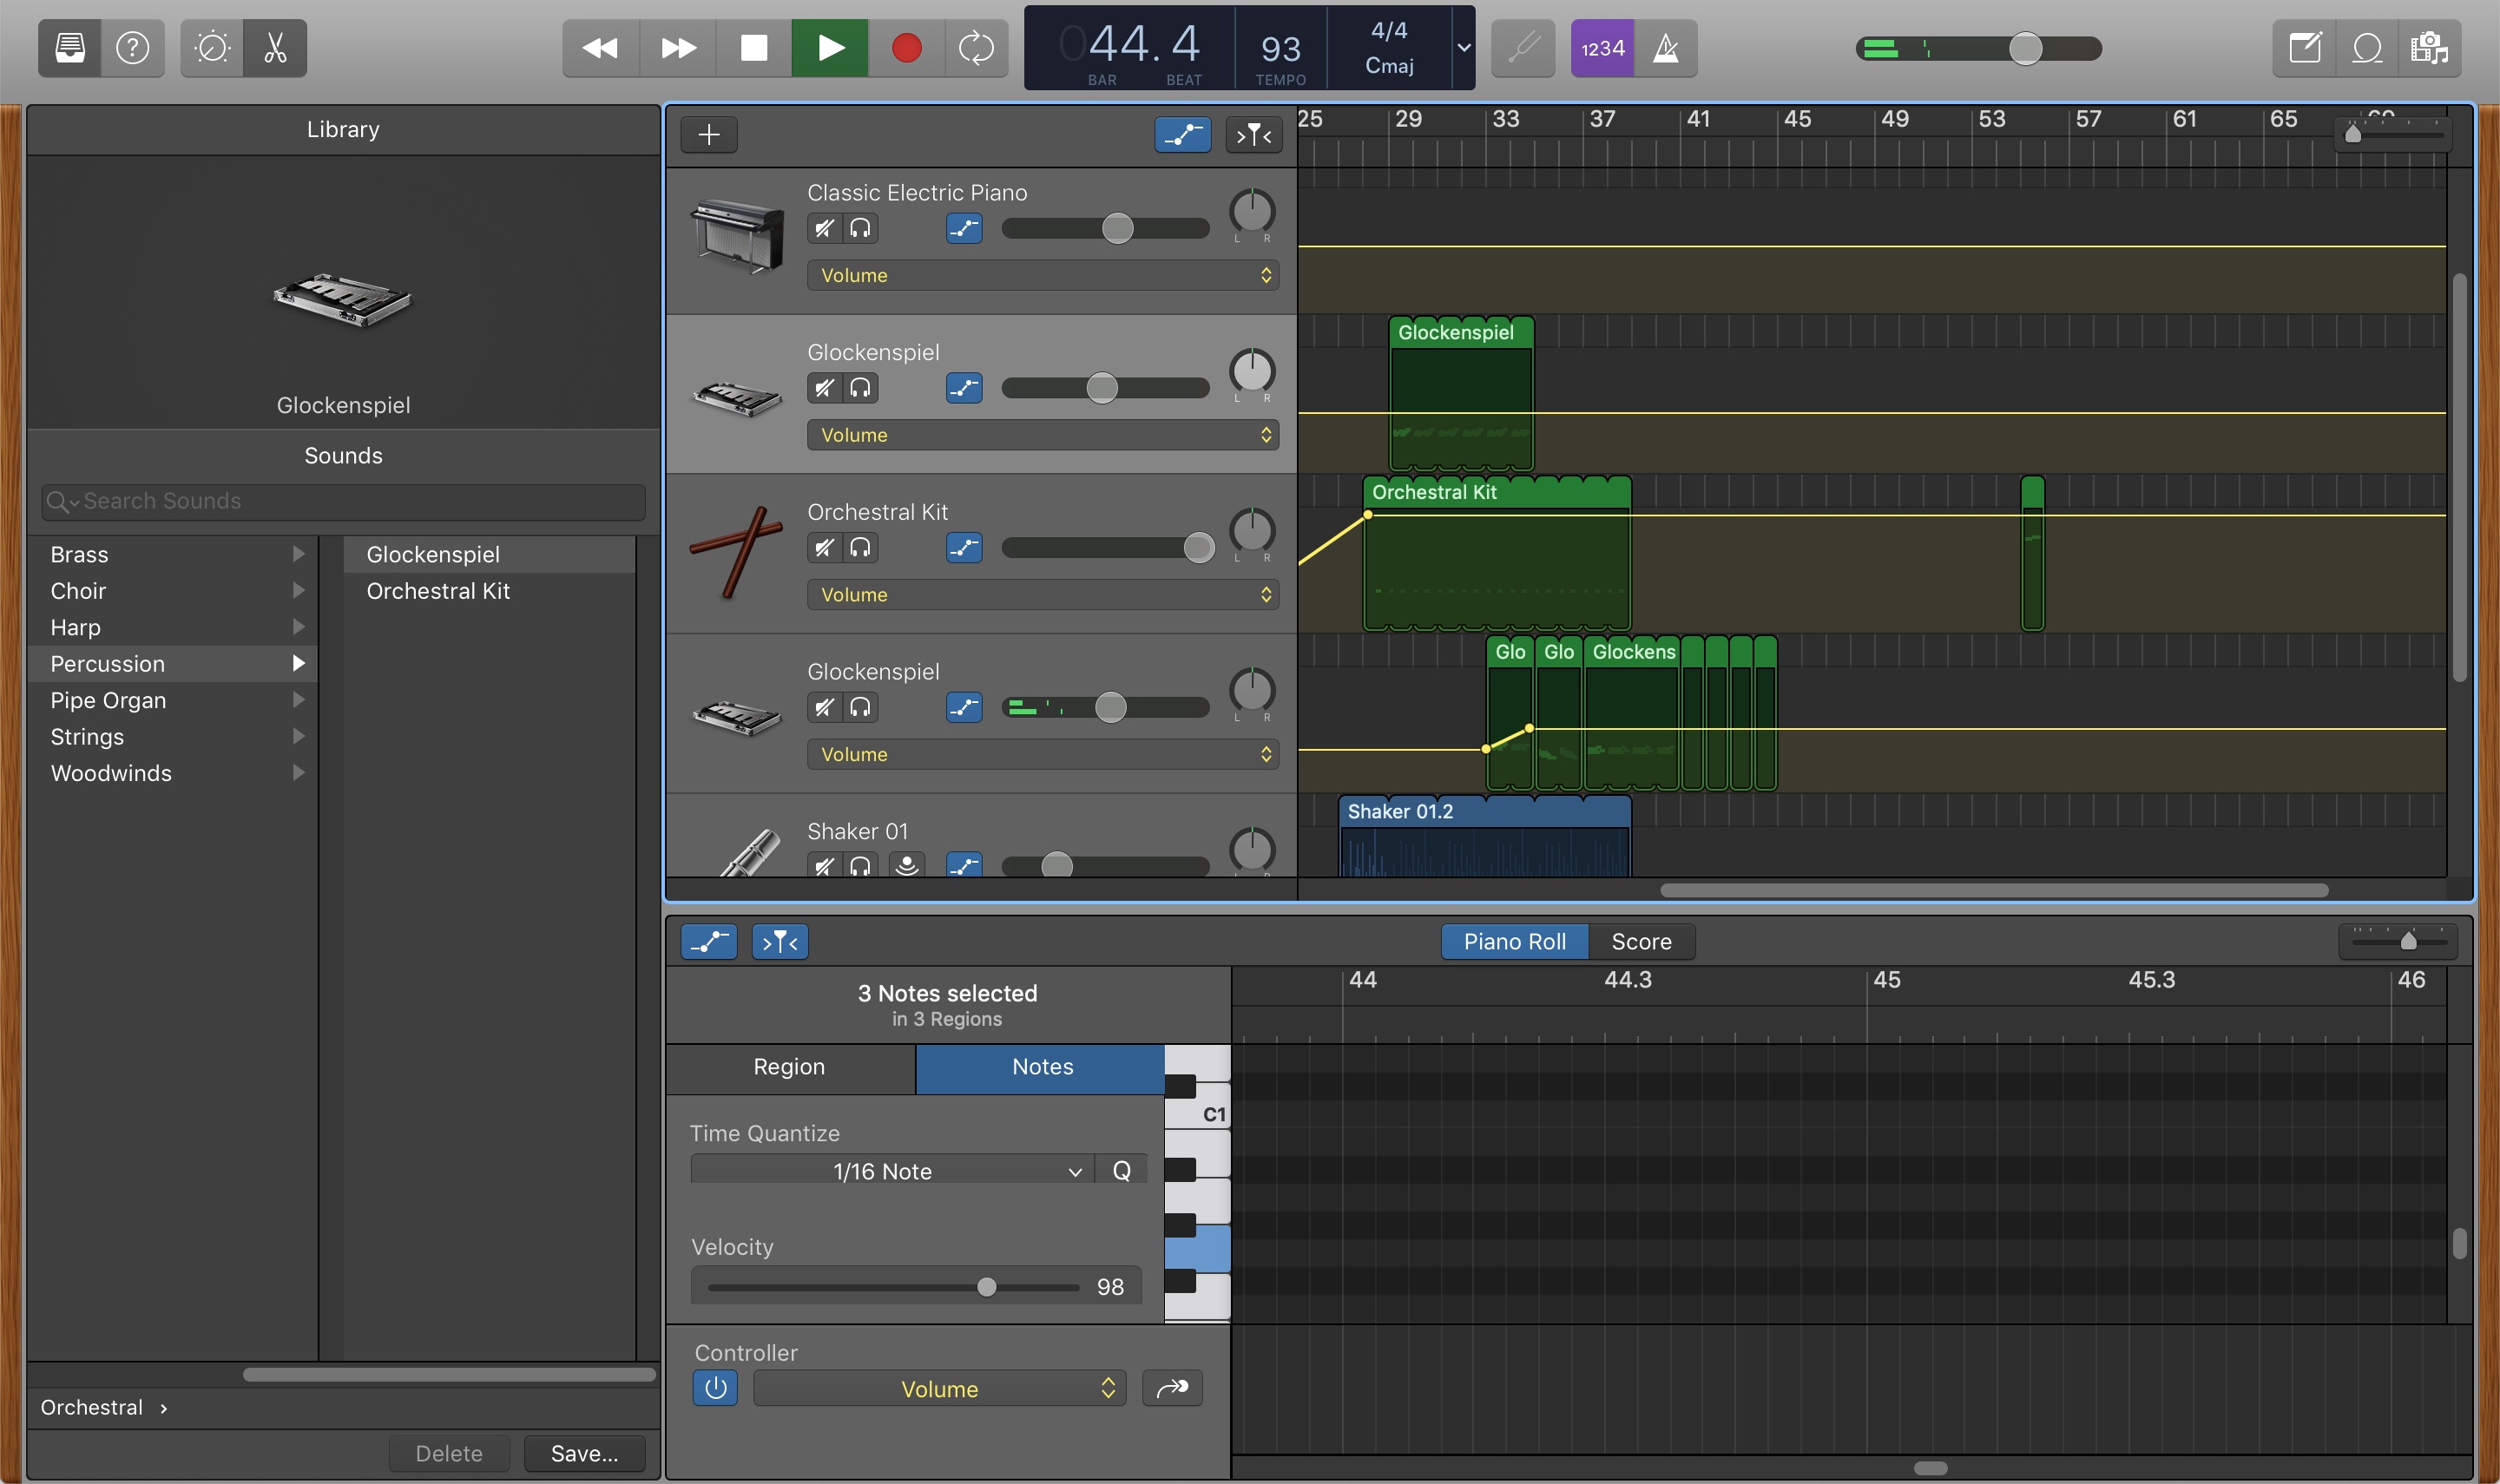 044.4
BAR BEAT
93
TEMPO
4/4
Cmaj
1234
Library
Glockenspiel
Sounds
Search Sounds
Brass
Choir
Harp
Percussion
Pipe Organ
Strings
Woodwinds
Glockenspiel
Orchestral Kit
Orchestral
Delete
Save...
25 29 33 37 41 45 49 53 57 61 65 69
Classic Electric Piano
L R
Volume
Glockenspiel
L R
Volume
Glockenspiel
Orchestral Kit
L R
Volume
Orchestral Kit
Glockenspiel
L R
Volume
Glo Glo Glockens
Shaker 01
Shaker 01.2
Piano Roll Score
3 Notes selected
in 3 Regions
44 44.3 45 45.3 46
Region Notes
C1
Time Quantize
1/16 Note Q
Velocity
98
Controller
Volume